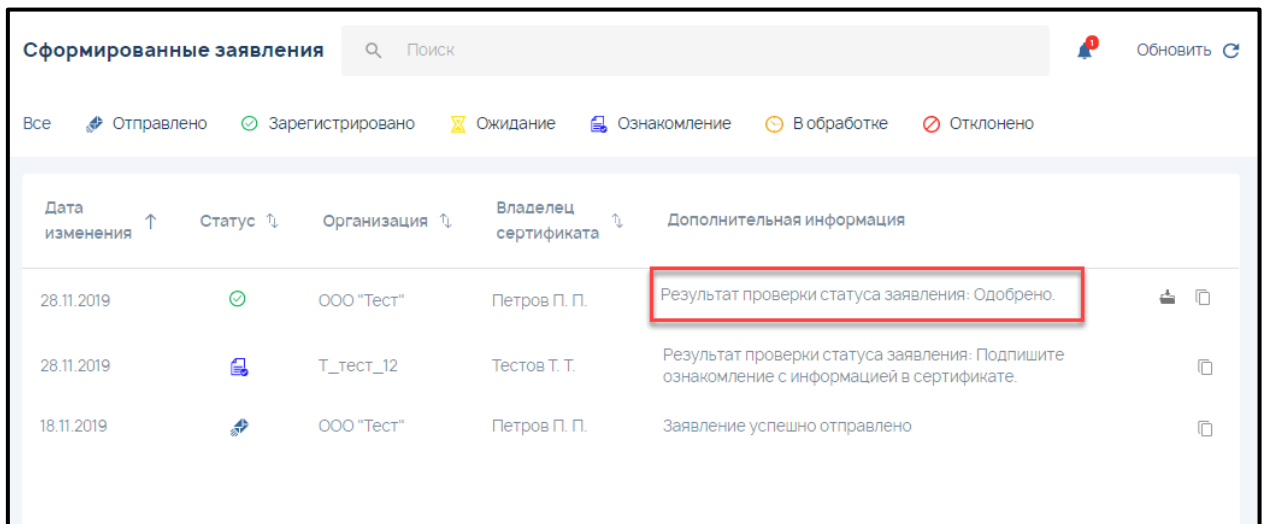 Сформированные заявления Поиск 1 Обновить
Все Отправлено Зарегистрировано Ожидание Ознакомление В обработке Отклонено
Дата изменения Статус Организация Владелец сертификата Дополнительная информация
28.11.2019 ООО "Тест" Петров П. П. Результат проверки статуса заявления: Одобрено.
28.11.2019 Т_тест_12 Тестов Т. Т. Результат проверки статуса заявления: Подпишите
ознакомление с информацией в сертификате.
18.11.2019 ООО "Тест" Петров П. П. Заявление успешно отправлено